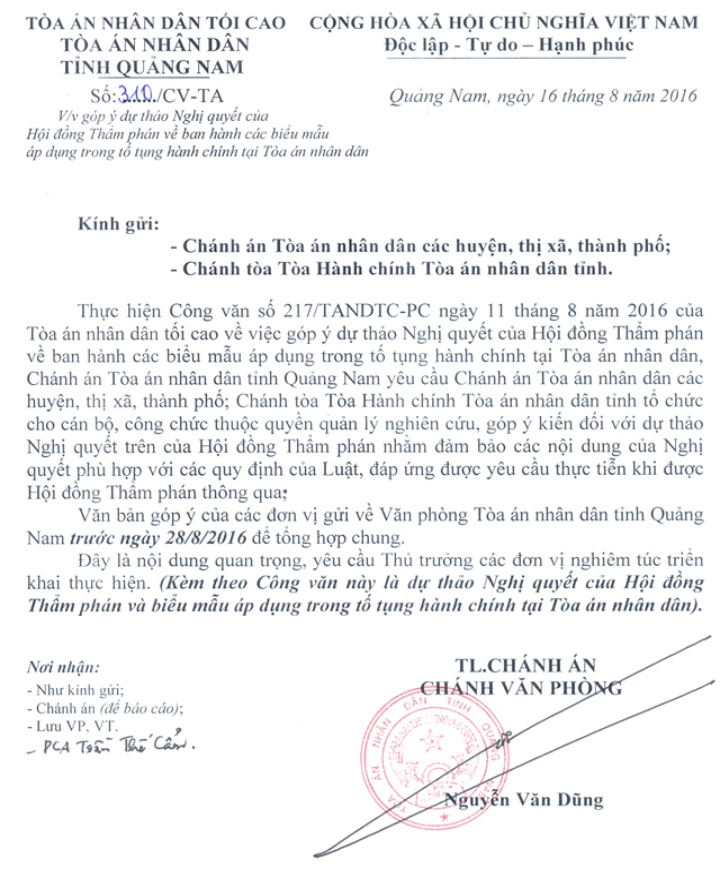 TÒA ÁN NHÂN DÂN TỐI CAO
TÒA ÁN NHÂN DÂN
TỈNH QUẢNG NAM
CỘNG HÒA XÃ HỘI CHỦ NGHĨA VIỆT NAM
Độc lập - Tự do – Hạnh phúc
Số:310./CV-TA
V/v góp ý dự thảo Nghị quyết của
Hội đồng Thẩm phán về ban hành các biểu mẫu
áp dụng trong tố tụng hành chính tại Tòa án nhân dân
Quảng Nam, ngày 16 tháng 8 năm 2016
Kính gửi:
- Chánh án Tòa án nhân dân các huyện, thị xã, thành phố;
- Chánh tòa Tòa Hành chính Tòa án nhân dân tỉnh.
Thực hiện Công văn số 217/TANDTC-PC ngày 11 tháng 8 năm 2016 của
Tòa án nhân dân tối cao về việc góp ý dự thảo Nghị quyết của Hội đồng Thẩm phán
về ban hành các biểu mẫu áp dụng trong tố tụng hành chính tại Tòa án nhân dân,
Chánh án Tòa án nhân dân tỉnh Quảng Nam yêu cầu Chánh án Tòa án nhân dân các
huyện, thị xã, thành phố; Chánh tòa Tòa Hành chính Tòa án nhân dân tỉnh tổ chức
cho cán bộ, công chức thuộc quyền quản lý nghiên cứu, góp ý kiến đối với dự thảo
Nghị quyết trên của Hội đồng Thẩm phán nhằm đảm bảo các nội dung của Nghị
quyết phù hợp với các quy định của Luật, đáp ứng được yêu cầu thực tiễn khi được
Hội đồng Thẩm phán thông qua;
Văn bản góp ý của các đơn vị gửi về Văn phòng Tòa án nhân dân tỉnh Quảng
Nam trước ngày 28/8/2016 để tổng hợp chung.
Đây là nội dung quan trọng, yêu cầu Thủ trưởng các đơn vị nghiêm túc triển
khai thực hiện. (Kèm theo Công văn này là dự thảo Nghị quyết của Hội đồng
Thẩm phán và biểu mẫu áp dụng trong tố tụng hành chính tại Tòa án nhân dân).
Nơi nhận:
- Như kính gửi;
- Chánh án (để báo cáo);
- Lưu VP, VT.
- PCA Trần Thế Cẩn.
TL.CHÁNH ÁN
CHÁNH VĂN PHÒNG
TÒA ÁN NHÂN DÂN TỈNH QUẢNG NAM
Nguyễn Văn Dũng